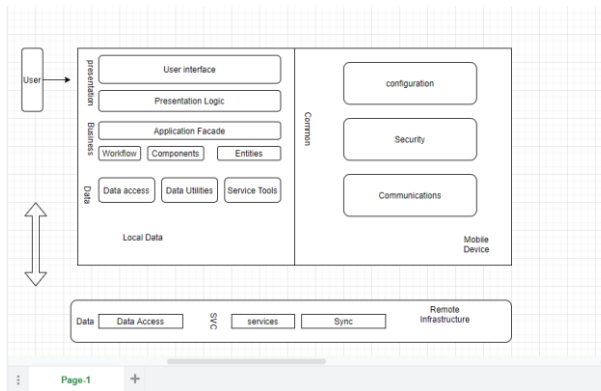 User
presentation
User interface
Presentation Logic
Business
Application Facade
Workflow
Components
Entities
Data
Data access
Data Utilities
Service Tools
Local Data
Common
configuration
Security
Communications
Mobile
Device
Data
Data Access
SVC
services
Sync
Remote
Infrastructure
Page-1